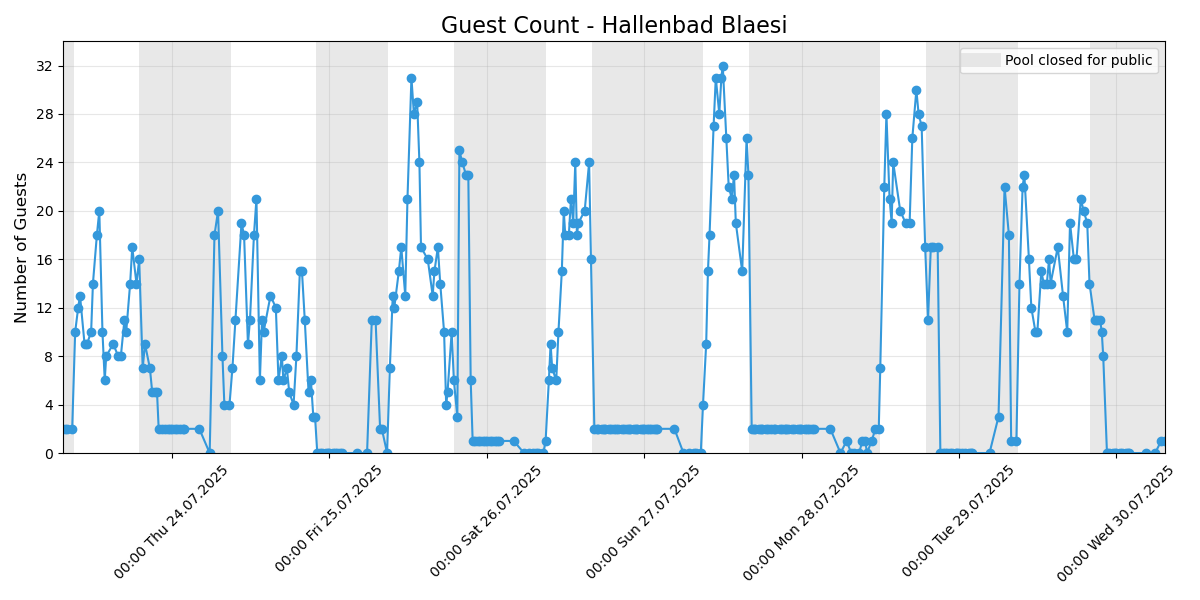 Guest Count - Hallenbad Blaesi
Pool closed for public
Number of Guests
32
28
24
20
16
12
8
4
0
00:00 Thu 24.07.2025
00:00 Fri 25.07.2025
00:00 Sat 26.07.2025
00:00 Sun 27.07.2025
00:00 Mon 28.07.2025
00:00 Tue 29.07.2025
00:00 Wed 30.07.2025